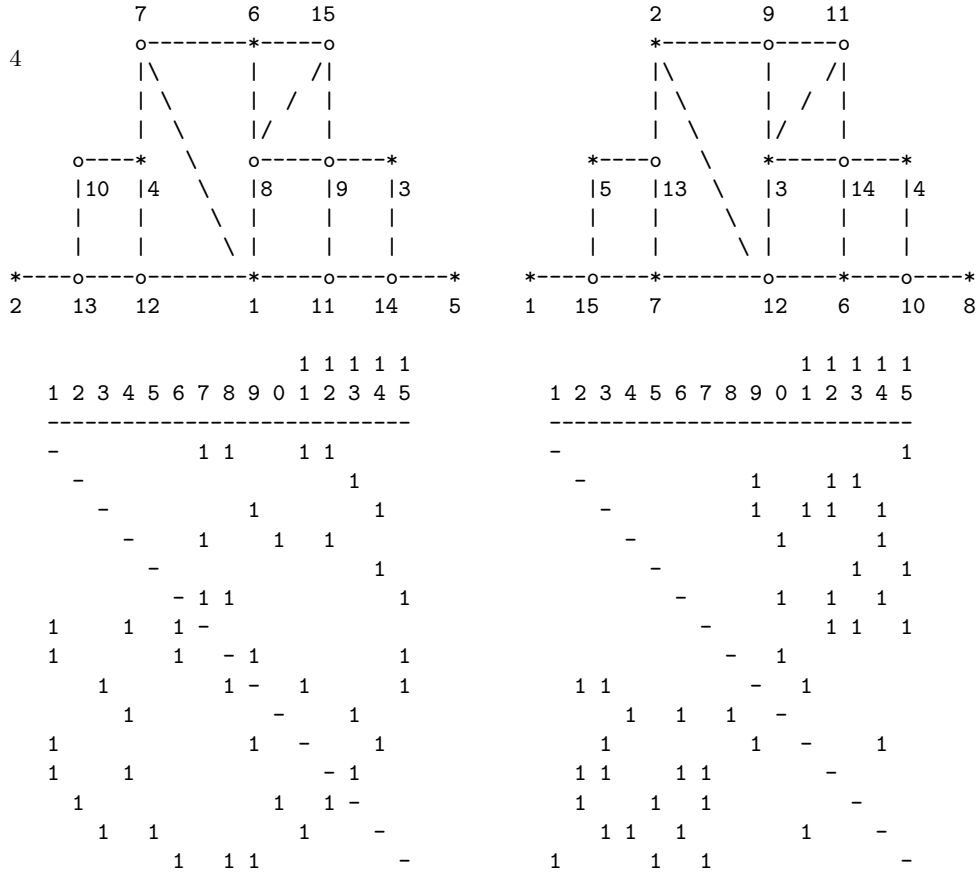 7 6 15 2 9 11
o--------*-----o *--------o-----o
4
|\ | /| |\ | /|
| \ | / | | \ | / |
| \ |/ | | \ |/ |
o----* \ o-----o----* *----o \ *-----o----*
|10 |4 \ |8 |9 |3 |5 |13 \ |3 |14 |4
| | \ | | | | | \ | | |
| | \ | | | | | \ | | |
*----o----o--------*-----o----o----* *----o----*--------o-----*----o----*
2 13 12 1 11 14 5 1 15 7 12 6 10 8
1 1 1 1 1 1 1 1 1 1
1 2 3 4 5 6 7 8 9 0 1 2 3 4 5 1 2 3 4 5 6 7 8 9 0 1 2 3 4 5
----------------------------- -----------------------------
- 1 1 1 1 - 1
- 1 - 1 1 1
- 1 1 - 1 1 1 1
- 1 1 1 - 1 1
- 1 - 1 1
- 1 1 1 - 1 1 1
1 1 1 - - 1 1 1
1 1 - 1 1 - 1
1 1 - 1 1 1 1 - 1
1 - 1 1 1 1 -
1 1 - 1 1 1 - 1
1 1 - 1 1 1 1 1 -
1 1 1 - 1 1 1 -
1 1 1 - 1 1 1 1 -
1 1 1 - 1 1 1 -